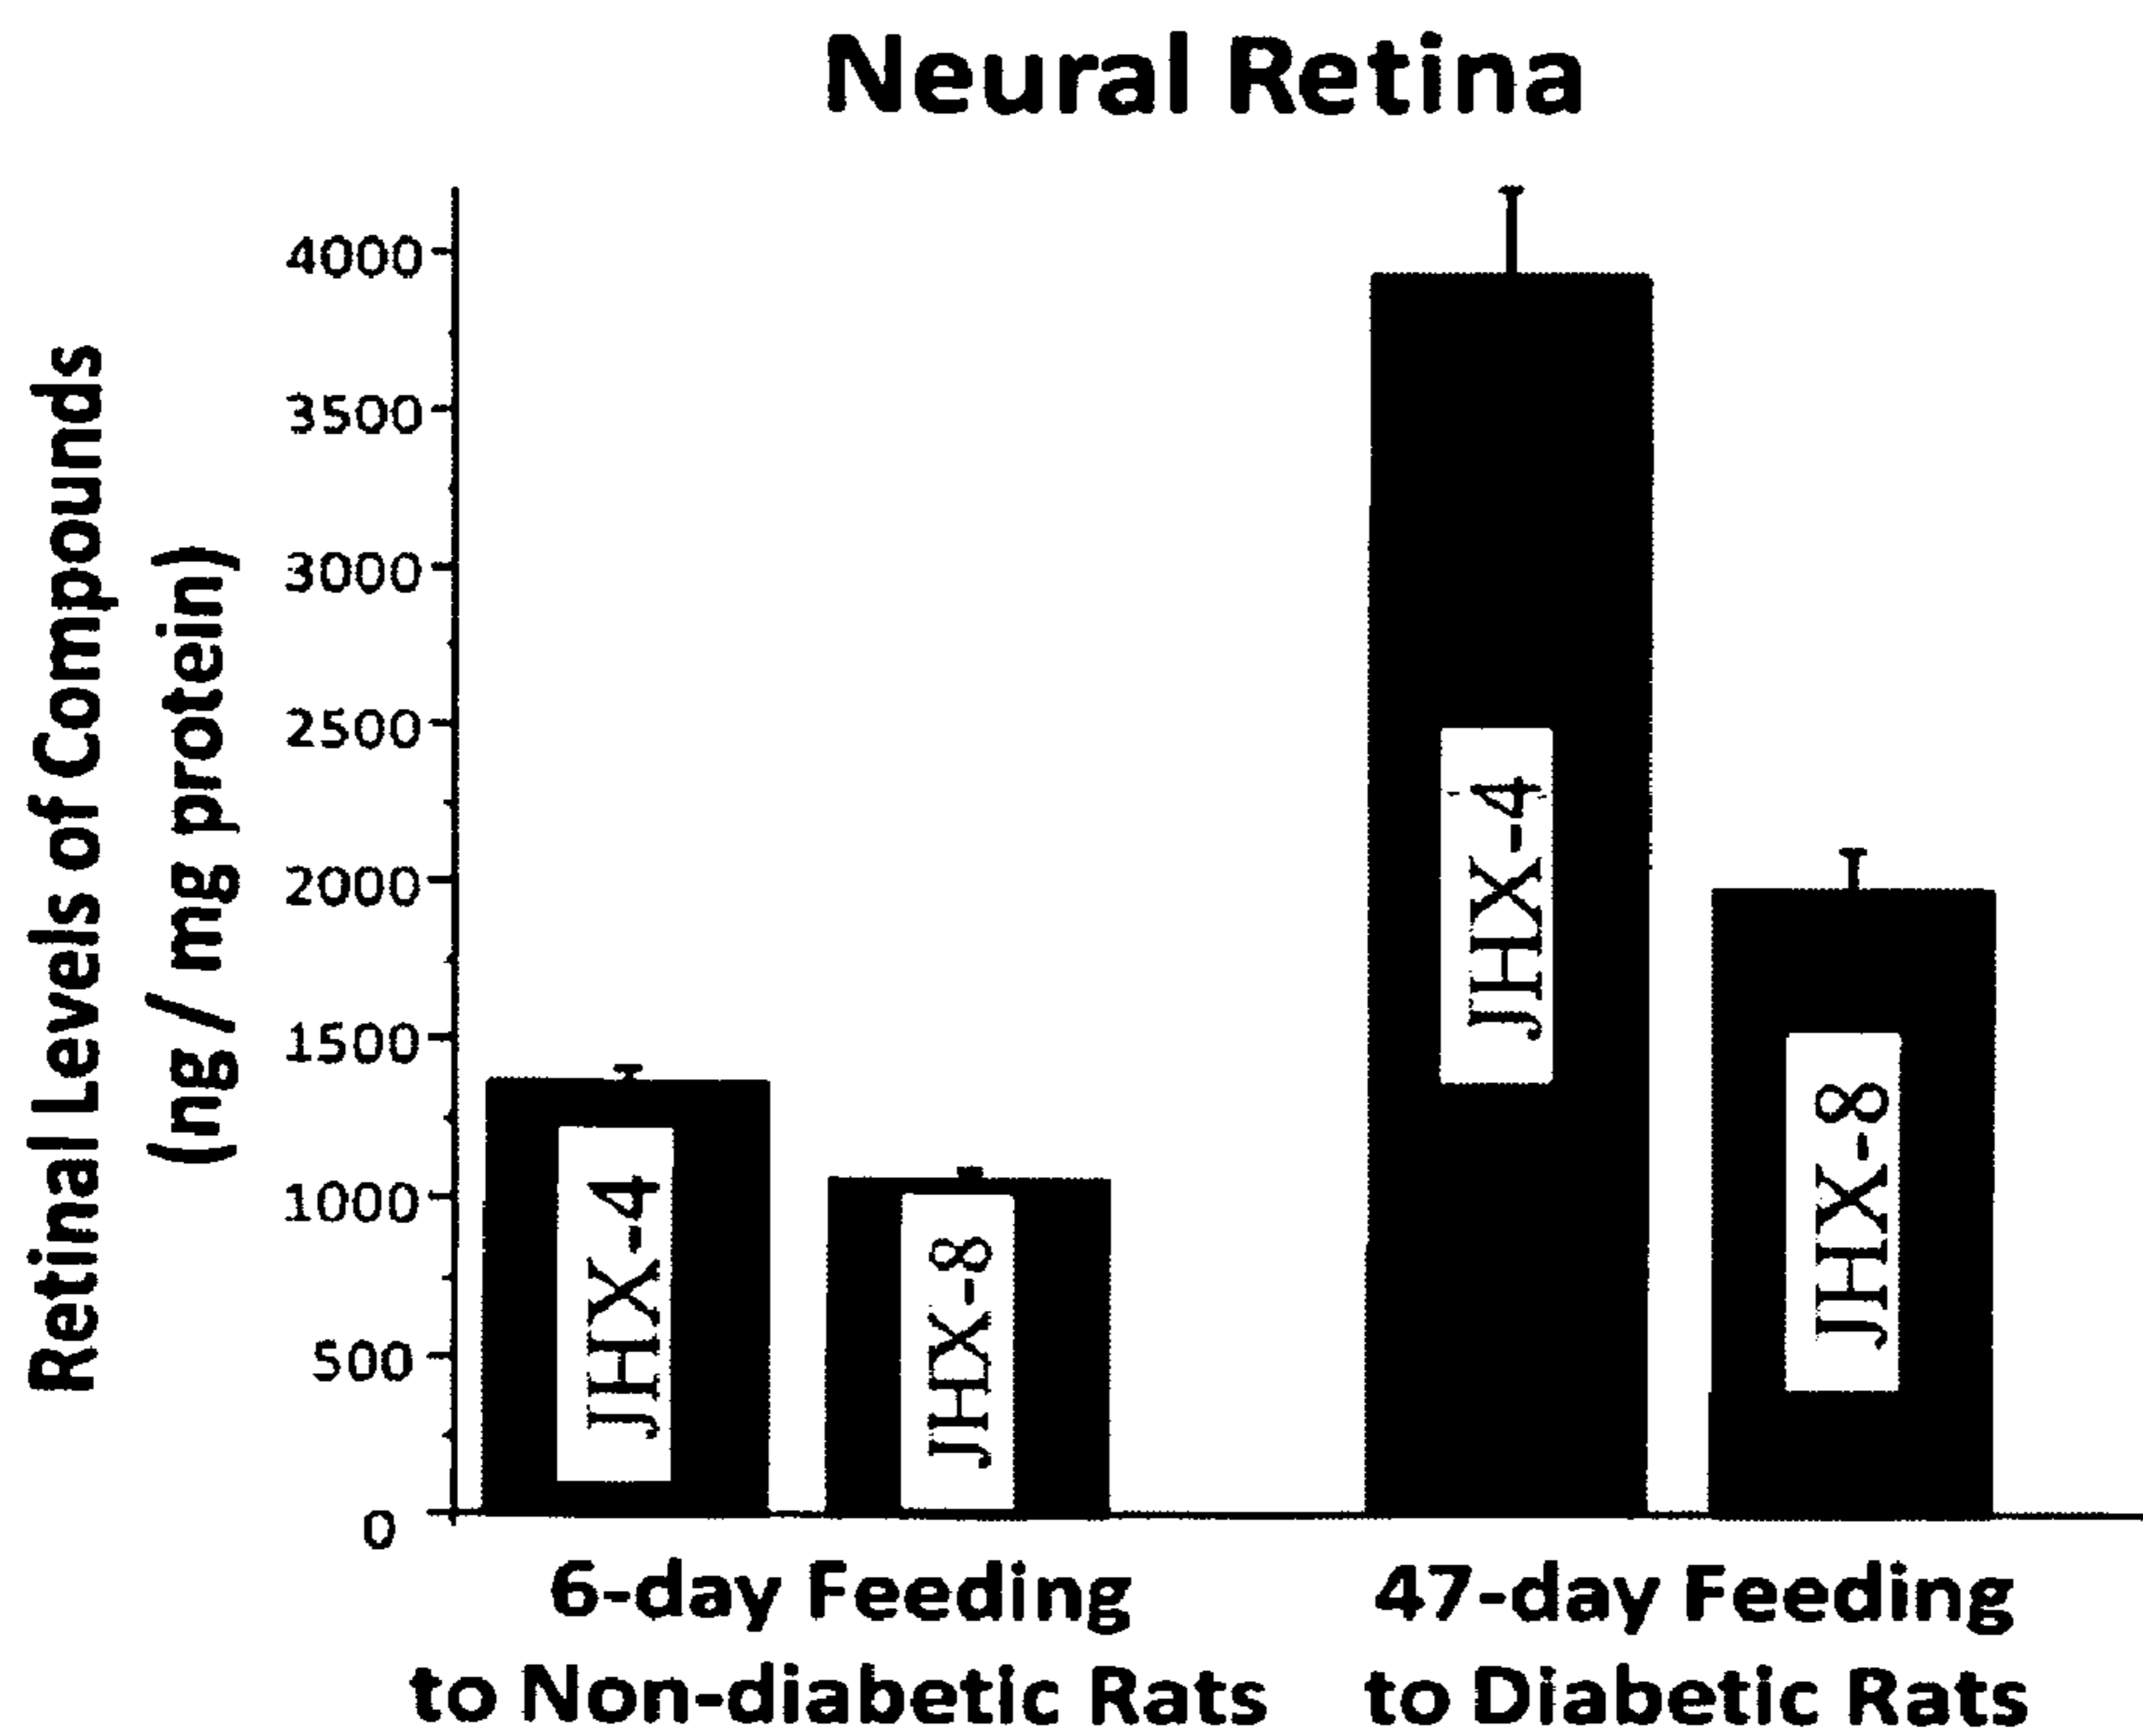 Neural Retina
Retinal Levels of Compounds
(ng / mg protein)
4000
3500
3000
2500
2000
1500
1000
500
0
JHX-4
JHX-8
JHX-4
JHX-8
6-day Feeding
to Non-diabetic Rats
47-day Feeding
to Diabetic Rats